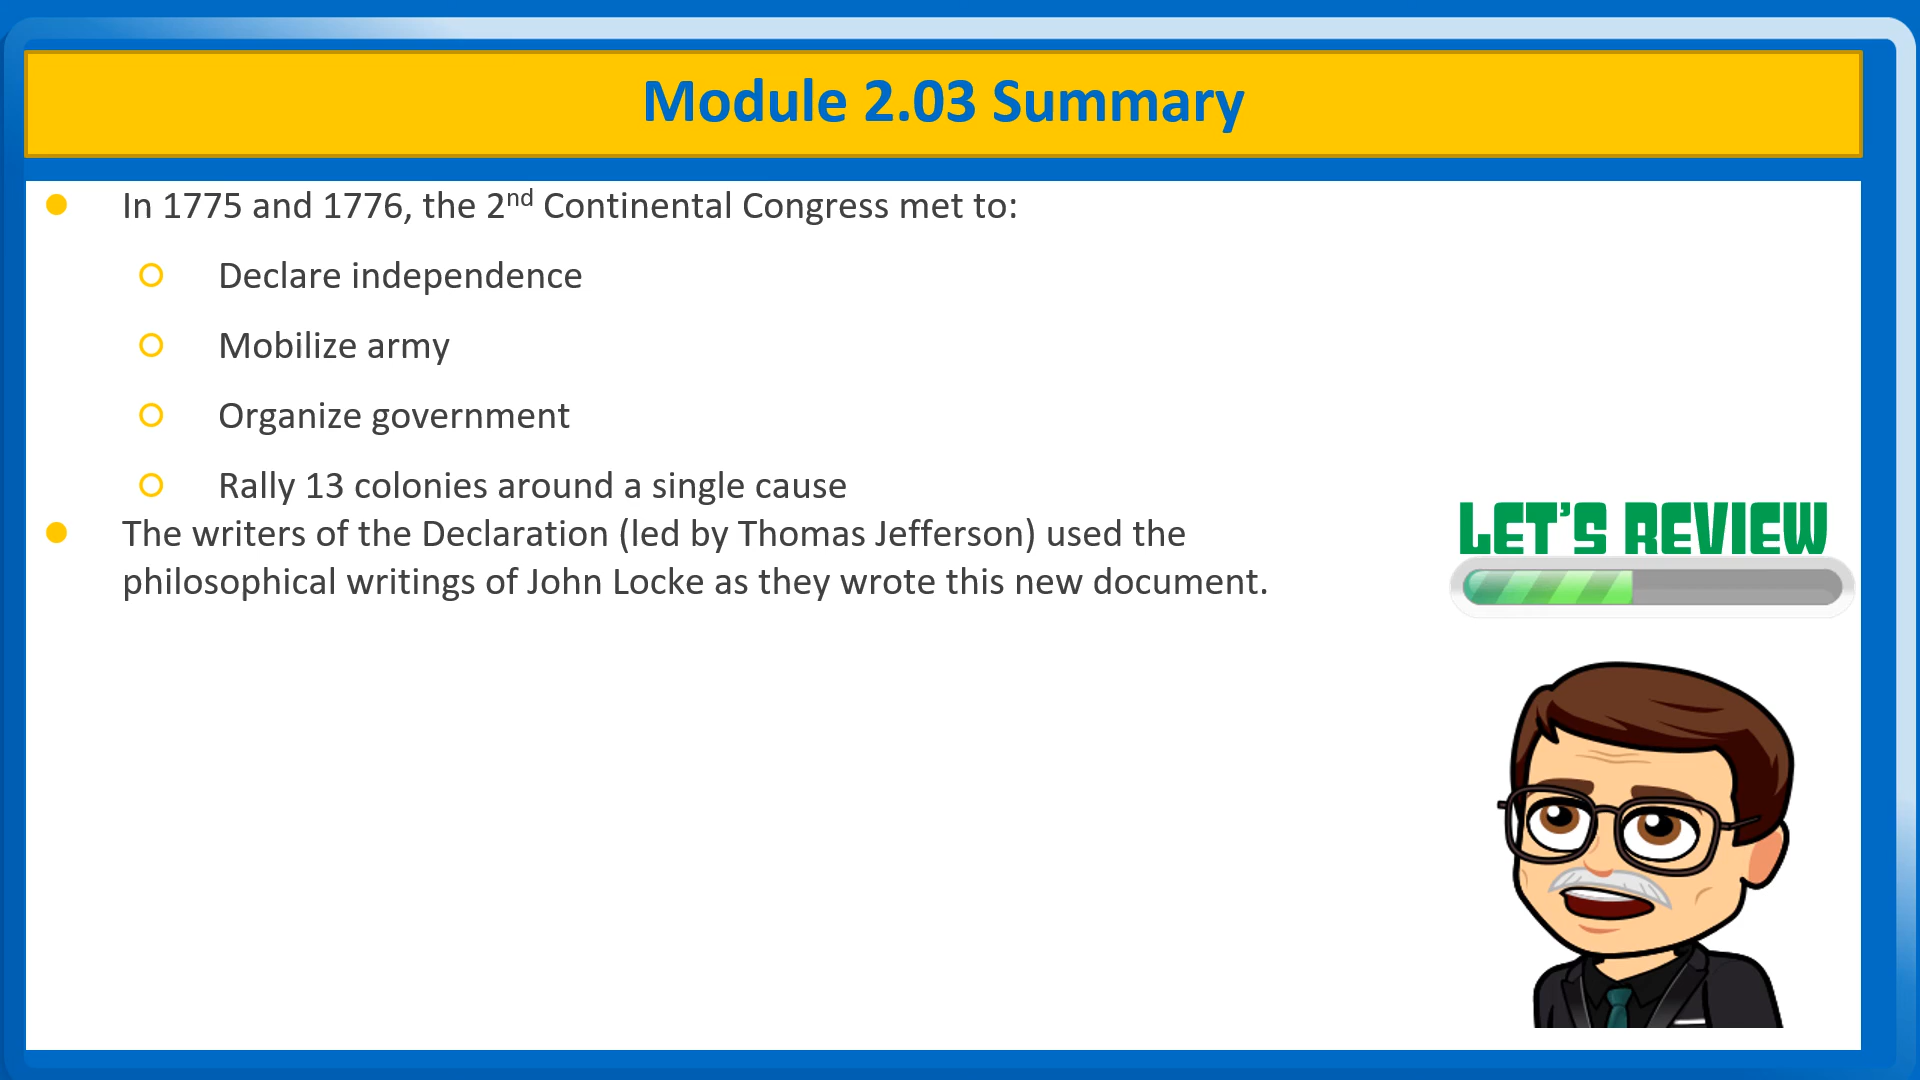 Module 2.03 Summary
In 1775 and 1776, the 2nd Continental Congress met to:
Declare independence
Mobilize army
Organize government
Rally 13 colonies around a single cause
The writers of the Declaration (led by Thomas Jefferson) used the
philosophical writings of John Locke as they wrote this new document.
LET'S REVIEW